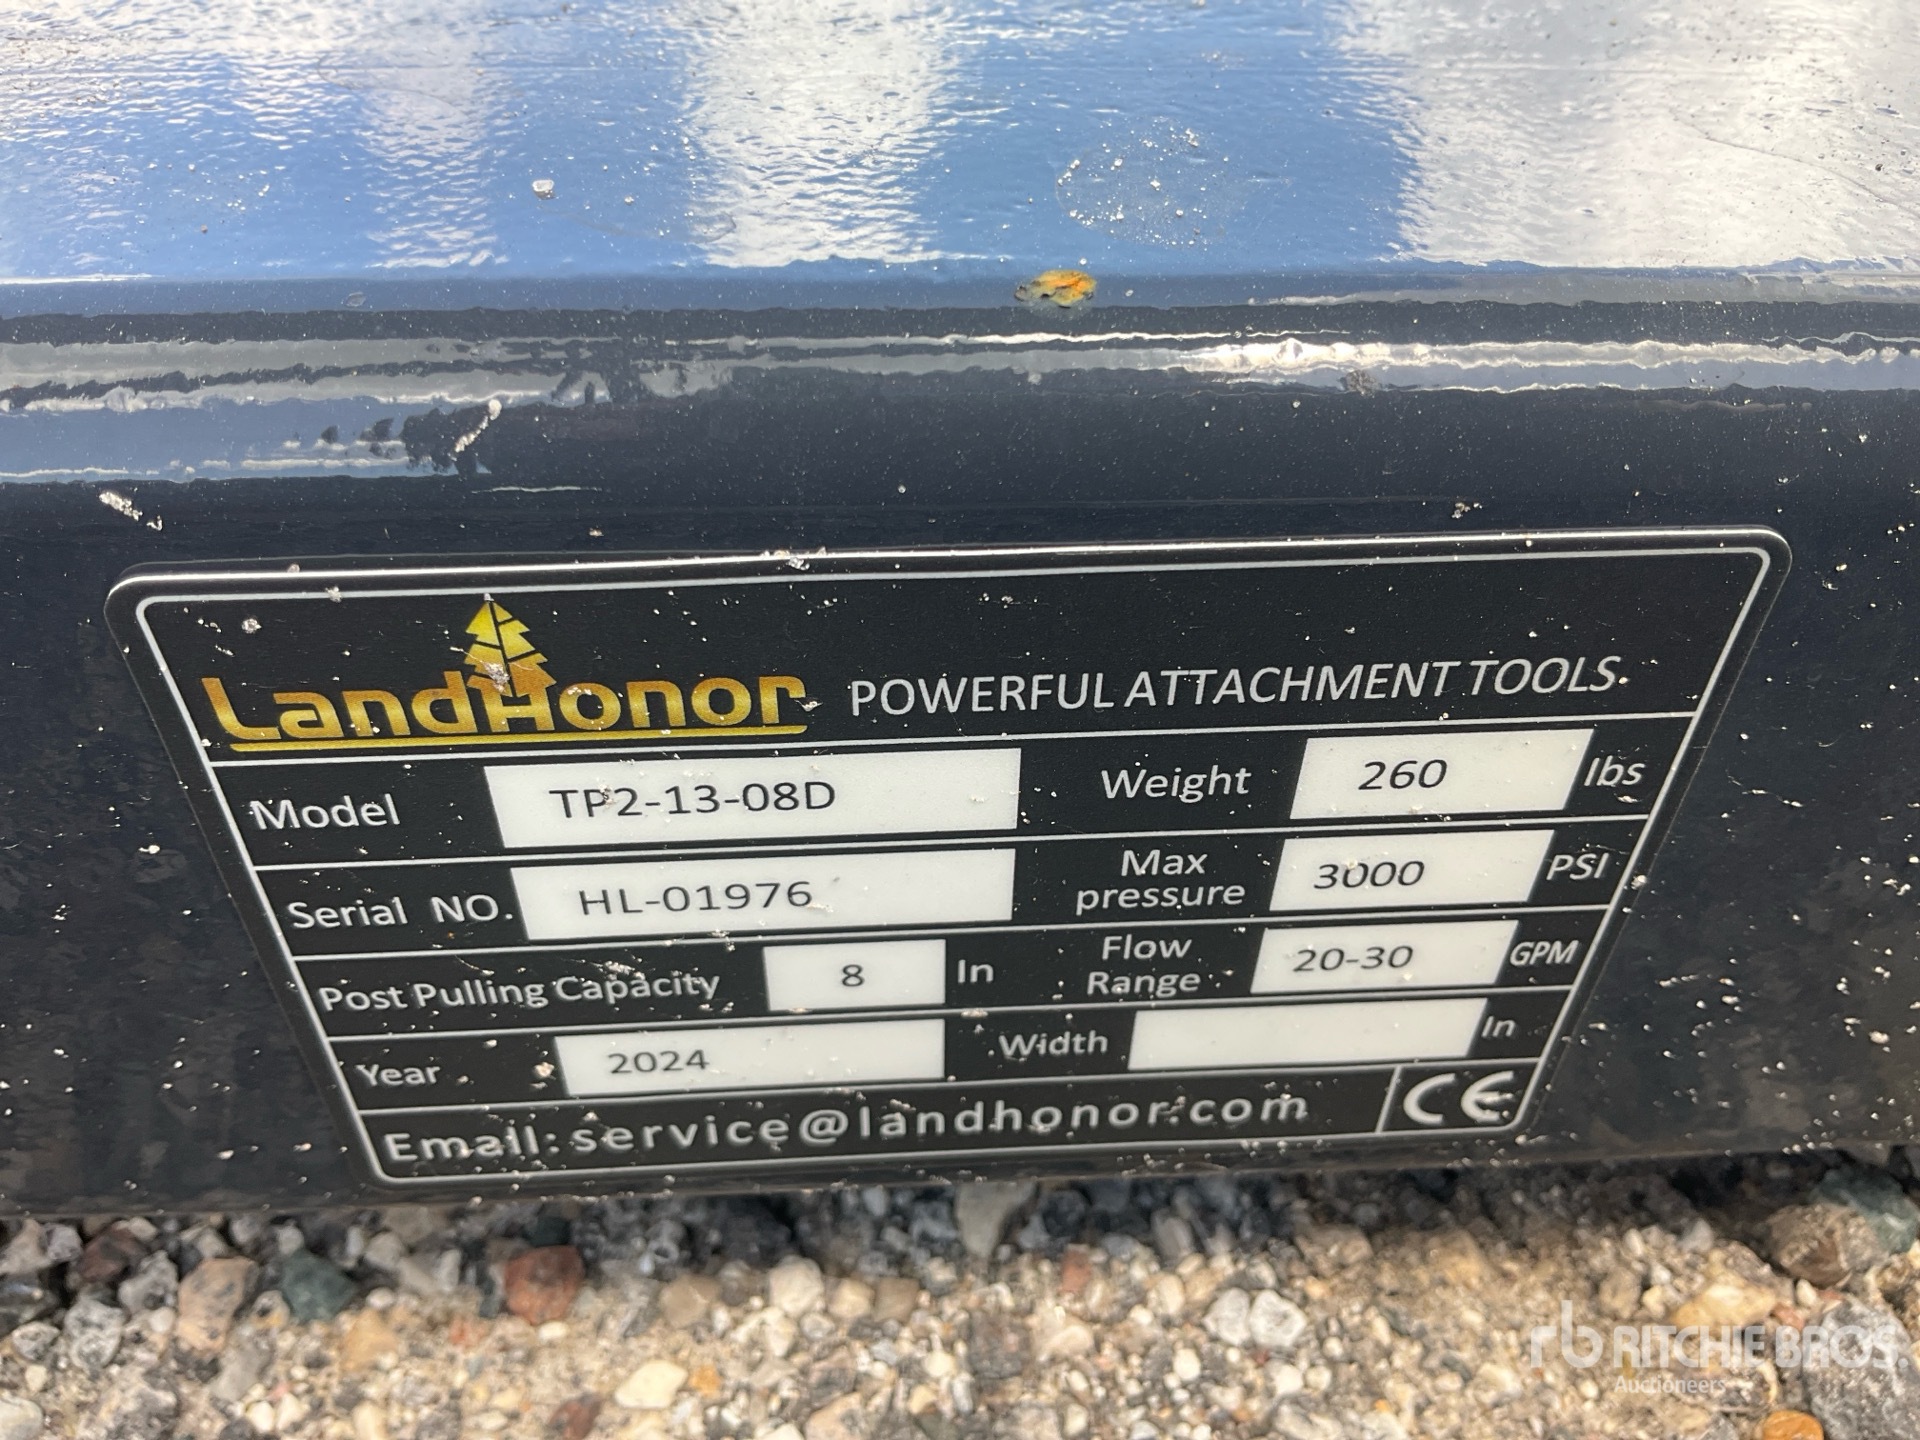 LandHonor POWERFUL ATTACHMENT TOOLS
Model TP2-13-08D Weight 260 lbs
Serial NO. HL-01976 Max pressure 3000 PSI
Post Pulling Capacity 8 In Flow Range 20-30 GPM
Year 2024 Width In
Email: service@landhonor.com CE
rb RITCHIE BROS.
Auctioneers